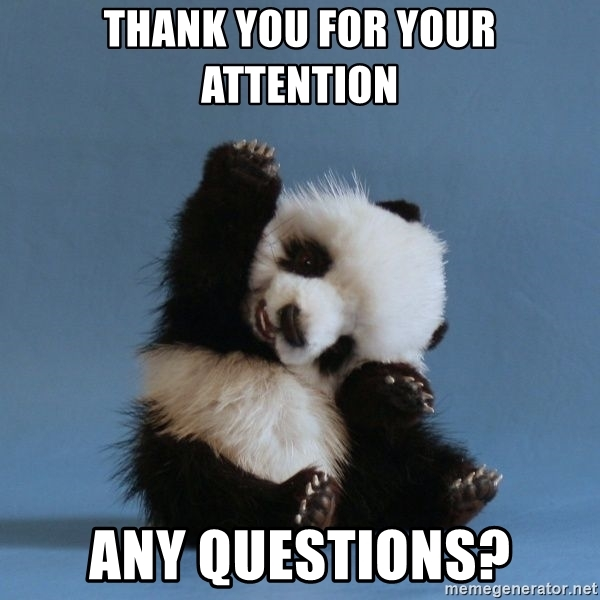 THANK YOU FOR YOUR
ATTENTION
ANY QUESTIONS?
memegenerator.net